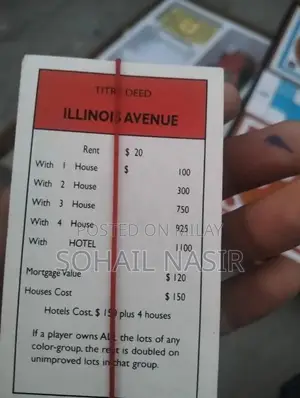 TITLE DEED
ILLINOIS AVENUE
Rent $ 20
With 1 House $ 100
With 2 House 300
With 3 House 750
With 4 House 925
With HOTEL 1100
POSTED ON JIJI.AY
SOHAIL NASIR
Mortgage Value $ 120
Houses Cost $ 150
Hotels Cost, $ 150 plus 4 houses
If a player owns ALL the lots of any
color-group, the rent is doubled on
unimproved lots in that group.